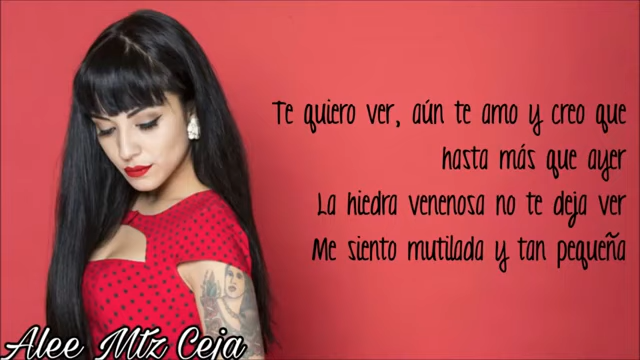 Te quiero ver, aún te amo y creo que
hasta más que ayer
La hiedra venenosa no te deja ver
Me siento mutilada y tan pequeña
Alee Mtz Ceja